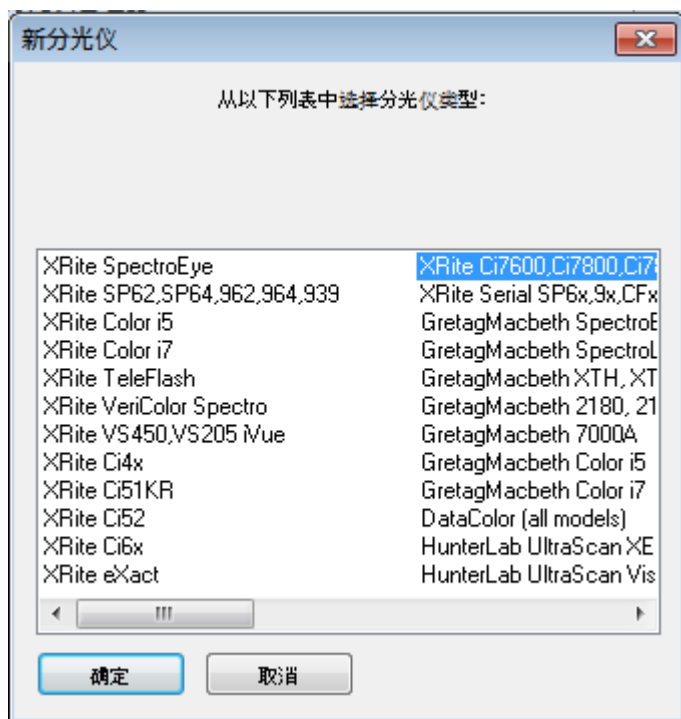 新分光仪
从以下列表中选择分光仪类型:
XRite SpectroEye
XRite SP62,SP64,962,964,939
XRite Color i5
XRite Color i7
XRite TeleFlash
XRite VeriColor Spectro
XRite VS450,VS205 iVue
XRite Ci4x
XRite Ci51KR
XRite Ci52
XRite Ci6x
XRite eXact
XRite Ci7600,Ci7800,Ci7
XRite Serial SP6x,9x,CFx
GretagMacbeth Spectro
GretagMacbeth Spectro
GretagMacbeth XTH, XT
GretagMacbeth 2180, 21
GretagMacbeth 7000A
GretagMacbeth Color i5
GretagMacbeth Color i7
DataColor (all models)
HunterLab UltraScan XE
HunterLab UltraScan Vis
确定
取消